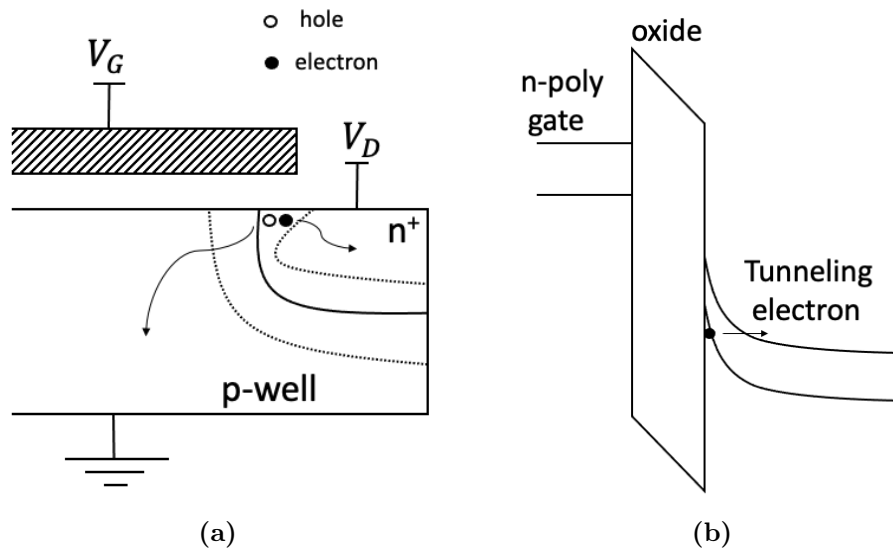 hole
electron
V_G
V_D
n⁺
p-well
(a)
oxide
n-poly
gate
Tunneling
electron
(b)